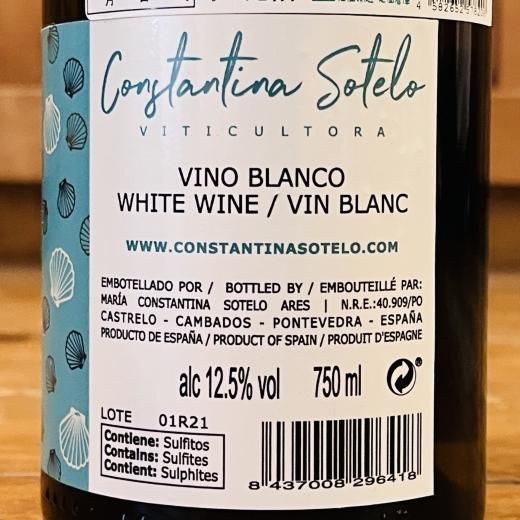 Constantina Sotelo
VITICULTORA
VINO BLANCO
WHITE WINE / VIN BLANC
WWW.CONSTANTINASOTELO.COM
EMBOTELLADO POR / BOTTLED BY / EMBOUTEILLÉ PAR:
MARÍA CONSTANTINA SOTELO ARES | N.R.E.:40.909/PO
CASTRELO - CAMBADOS - PONTEVEDRA - ESPAÑA
PRODUCTO DE ESPAÑA / PRODUCT OF SPAIN / PRODUIT D'ESPAGNE
alc 12.5% vol 750 ml
LOTE 01R21
Contiene: Sulfitos
Contains: Sulfites
Contient: Sulphites
8 437008 296418